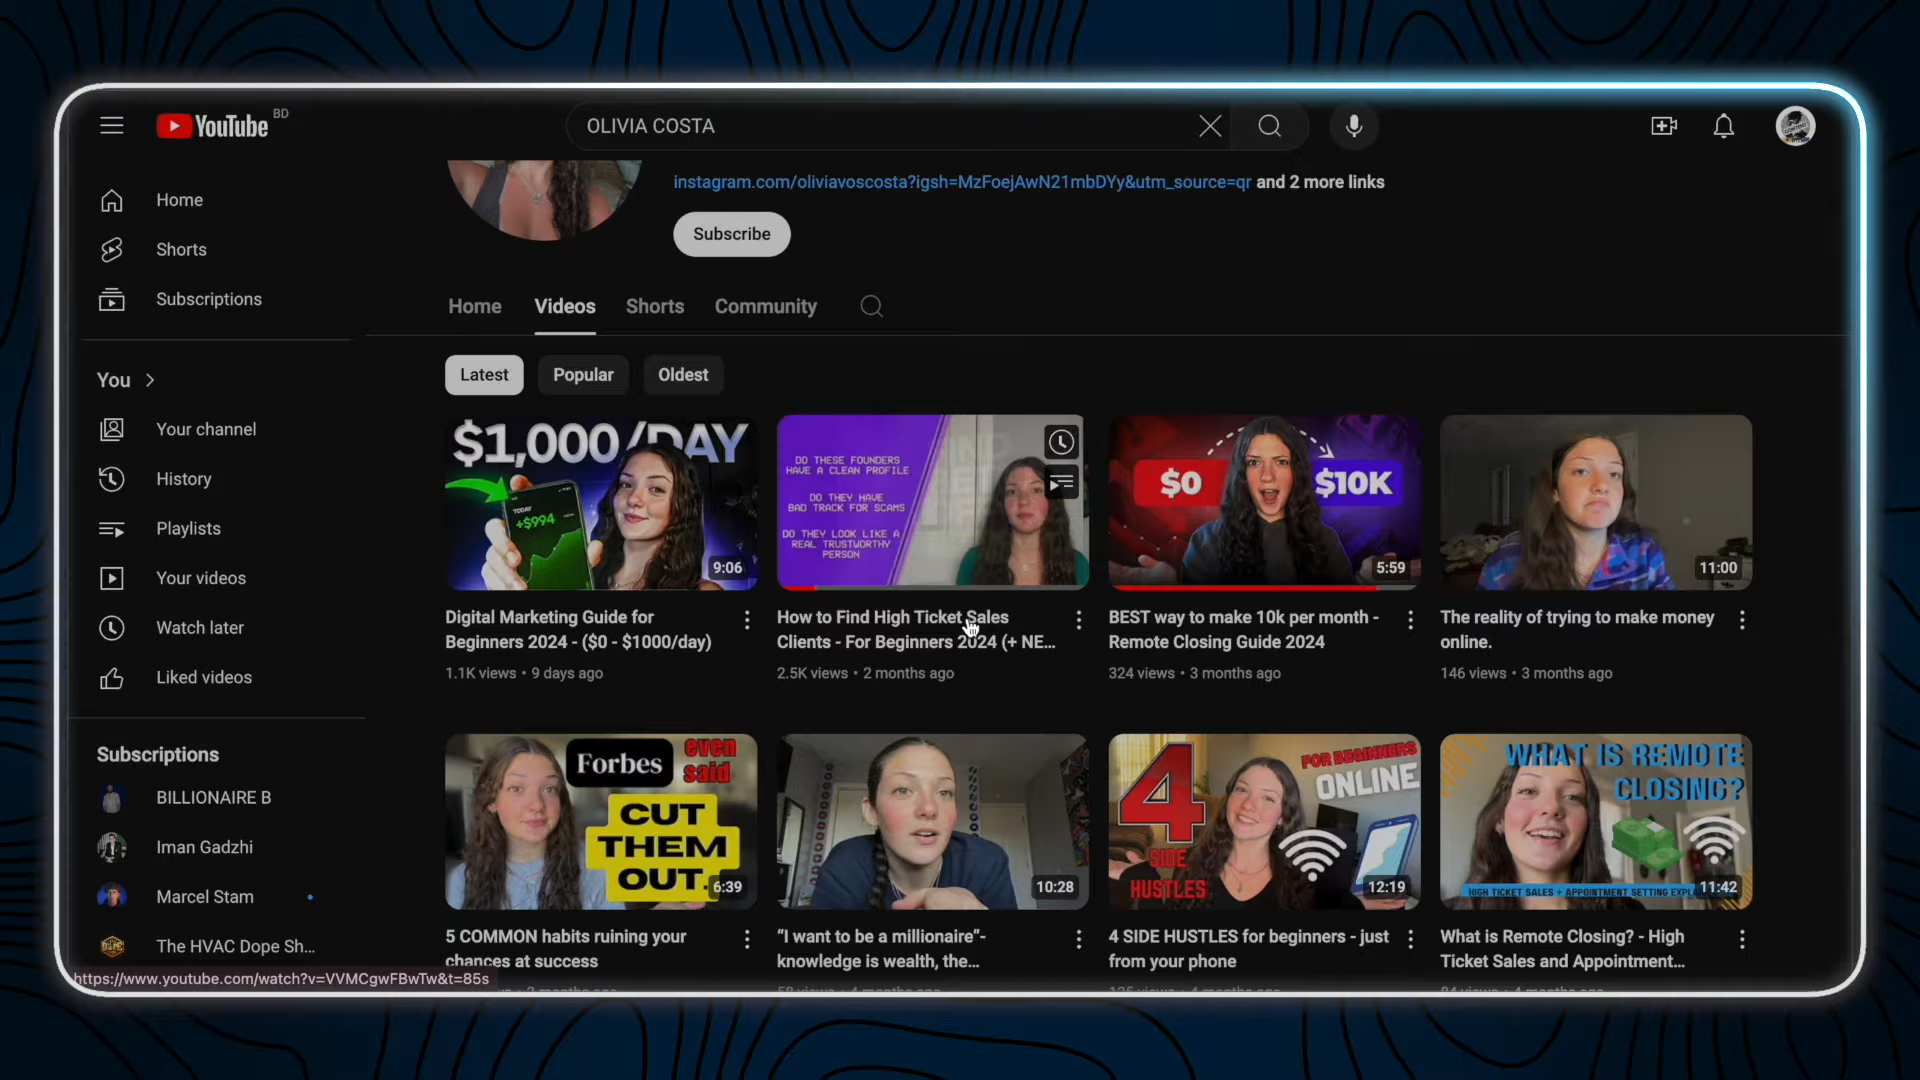 YouTube BD
OLIVIA COSTA
instagram.com/oliviavoscosta?igsh=MzFoejAwN21mbDYy&utm_source=qr and 2 more links
Subscribe
Home
Shorts
Subscriptions
You
Your channel
History
Playlists
Your videos
Watch later
Liked videos
Subscriptions
BILLIONAIRE B
Iman Gadzhi
Marcel Stam
The HVAC Dope Sh...
https://www.youtube.com/watch?v=VVMCgwFBwTw&t=85s
Home Videos Shorts Community
Latest Popular Oldest
$1,000/DAY
TODAY
+$994
9:06
Digital Marketing Guide for
Beginners 2024 - ($0 - $1000/day)
1.1K views • 9 days ago
DO THESE FOUNDERS
HAVE A CLEAN PROFILE
DO THEY HAVE
BAD TRACK FOR SCAMS
DO THEY LOOK LIKE A
REAL TRUSTWORTHY
PERSON
How to Find High Ticket Sales
Clients - For Beginners 2024 (+ NE...
2.5K views • 2 months ago
$0 $10K
5:59
BEST way to make 10k per month -
Remote Closing Guide 2024
324 views • 3 months ago
11:00
The reality of trying to make money
online.
146 views • 3 months ago
Forbes even
said
CUT
THEM
OUT.
6:39
5 COMMON habits ruining your
chances at success
10:28
“I want to be a millionaire”-
knowledge is wealth, the...
4
SIDE
HUSTLES
FOR BEGINNERS
ONLINE
12:19
4 SIDE HUSTLES for beginners - just
from your phone
WHAT IS REMOTE
CLOSING?
HIGH TICKET SALES + APPOINTMENT SETTING
11:42
What is Remote Closing? - High
Ticket Sales and Appointment...